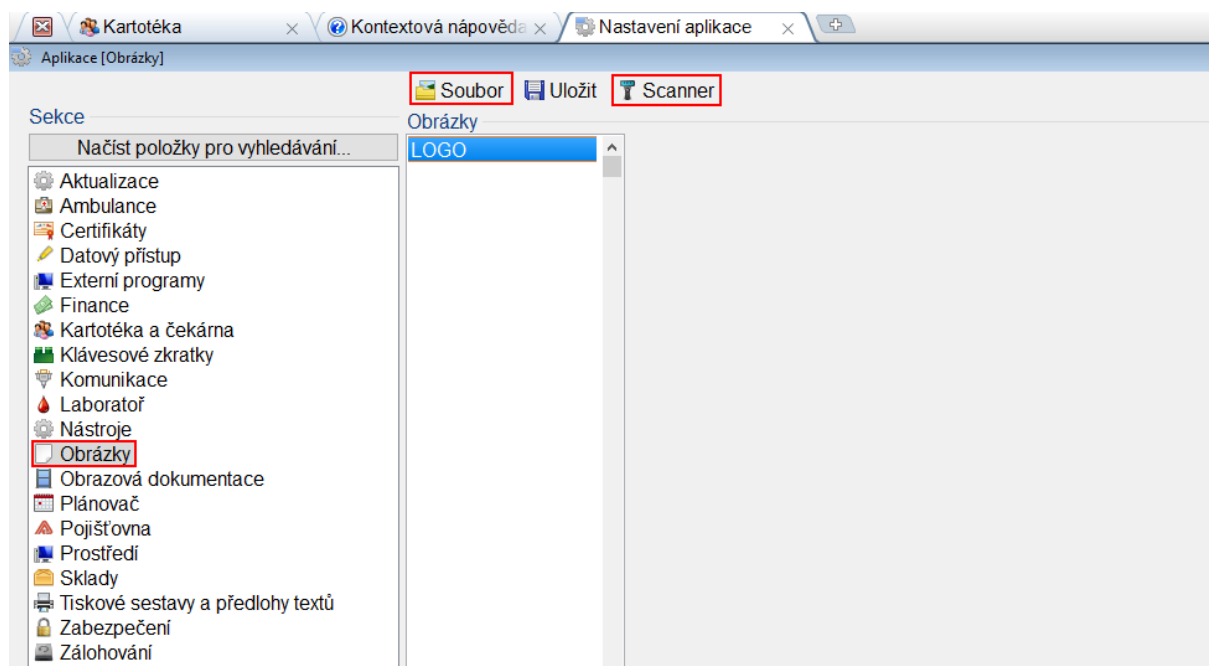 Kartotéka Kontextová nápověda Nastavení aplikace
Aplikace [Obrázky]
Soubor Uložit Scanner
Sekce
Obrázky
Načíst položky pro vyhledávání...
LOGO
Aktualizace
Ambulance
Certifikáty
Datový přístup
Externí programy
Finance
Kartotéka a čekárna
Klávesové zkratky
Komunikace
Laboratoř
Nástroje
Obrázky
Obrazová dokumentace
Plánovač
Pojišťovna
Prostředí
Sklady
Tiskové sestavy a předlohy textů
Zabezpečení
Zálohování